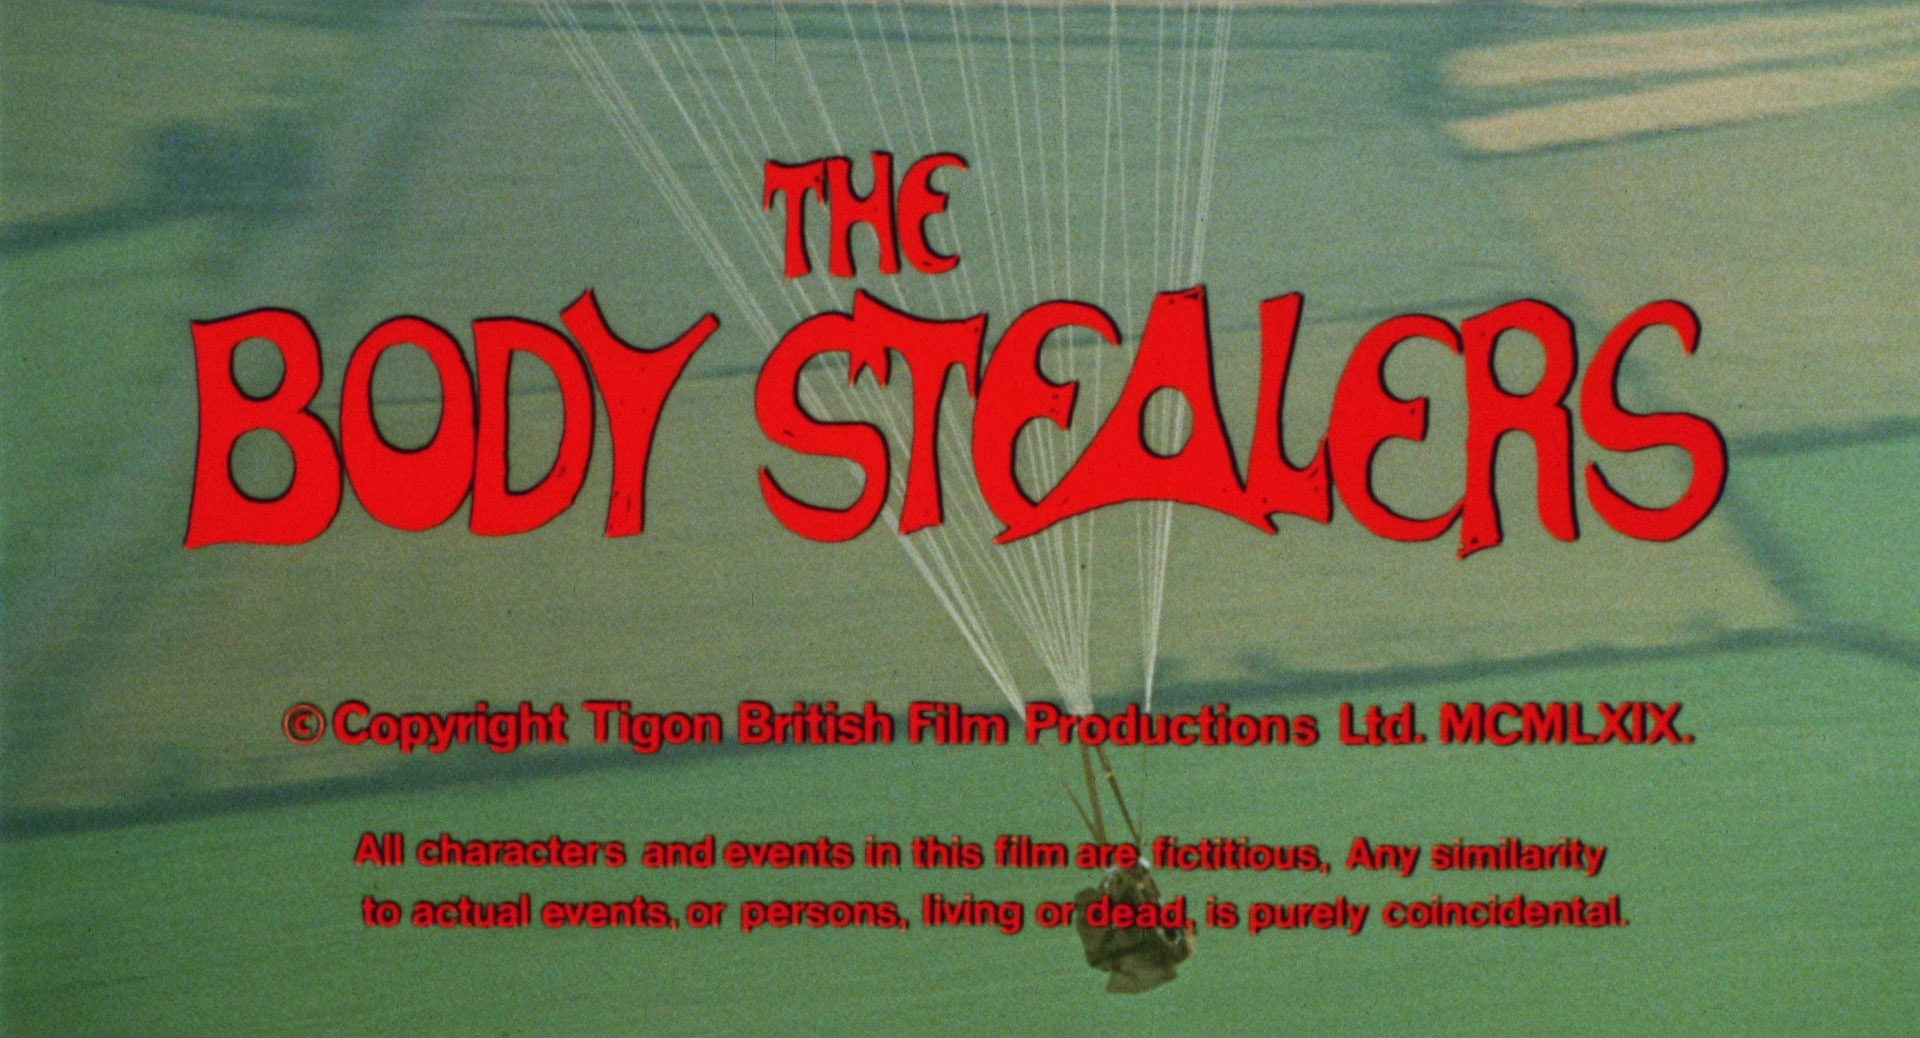 THE
BODY STEALERS
© Copyright Tigon British Film Productions Ltd. MCMLXIX.
All characters and events in this film are fictitious, Any similarity
to actual events, or persons, living or dead, is purely coincidental.